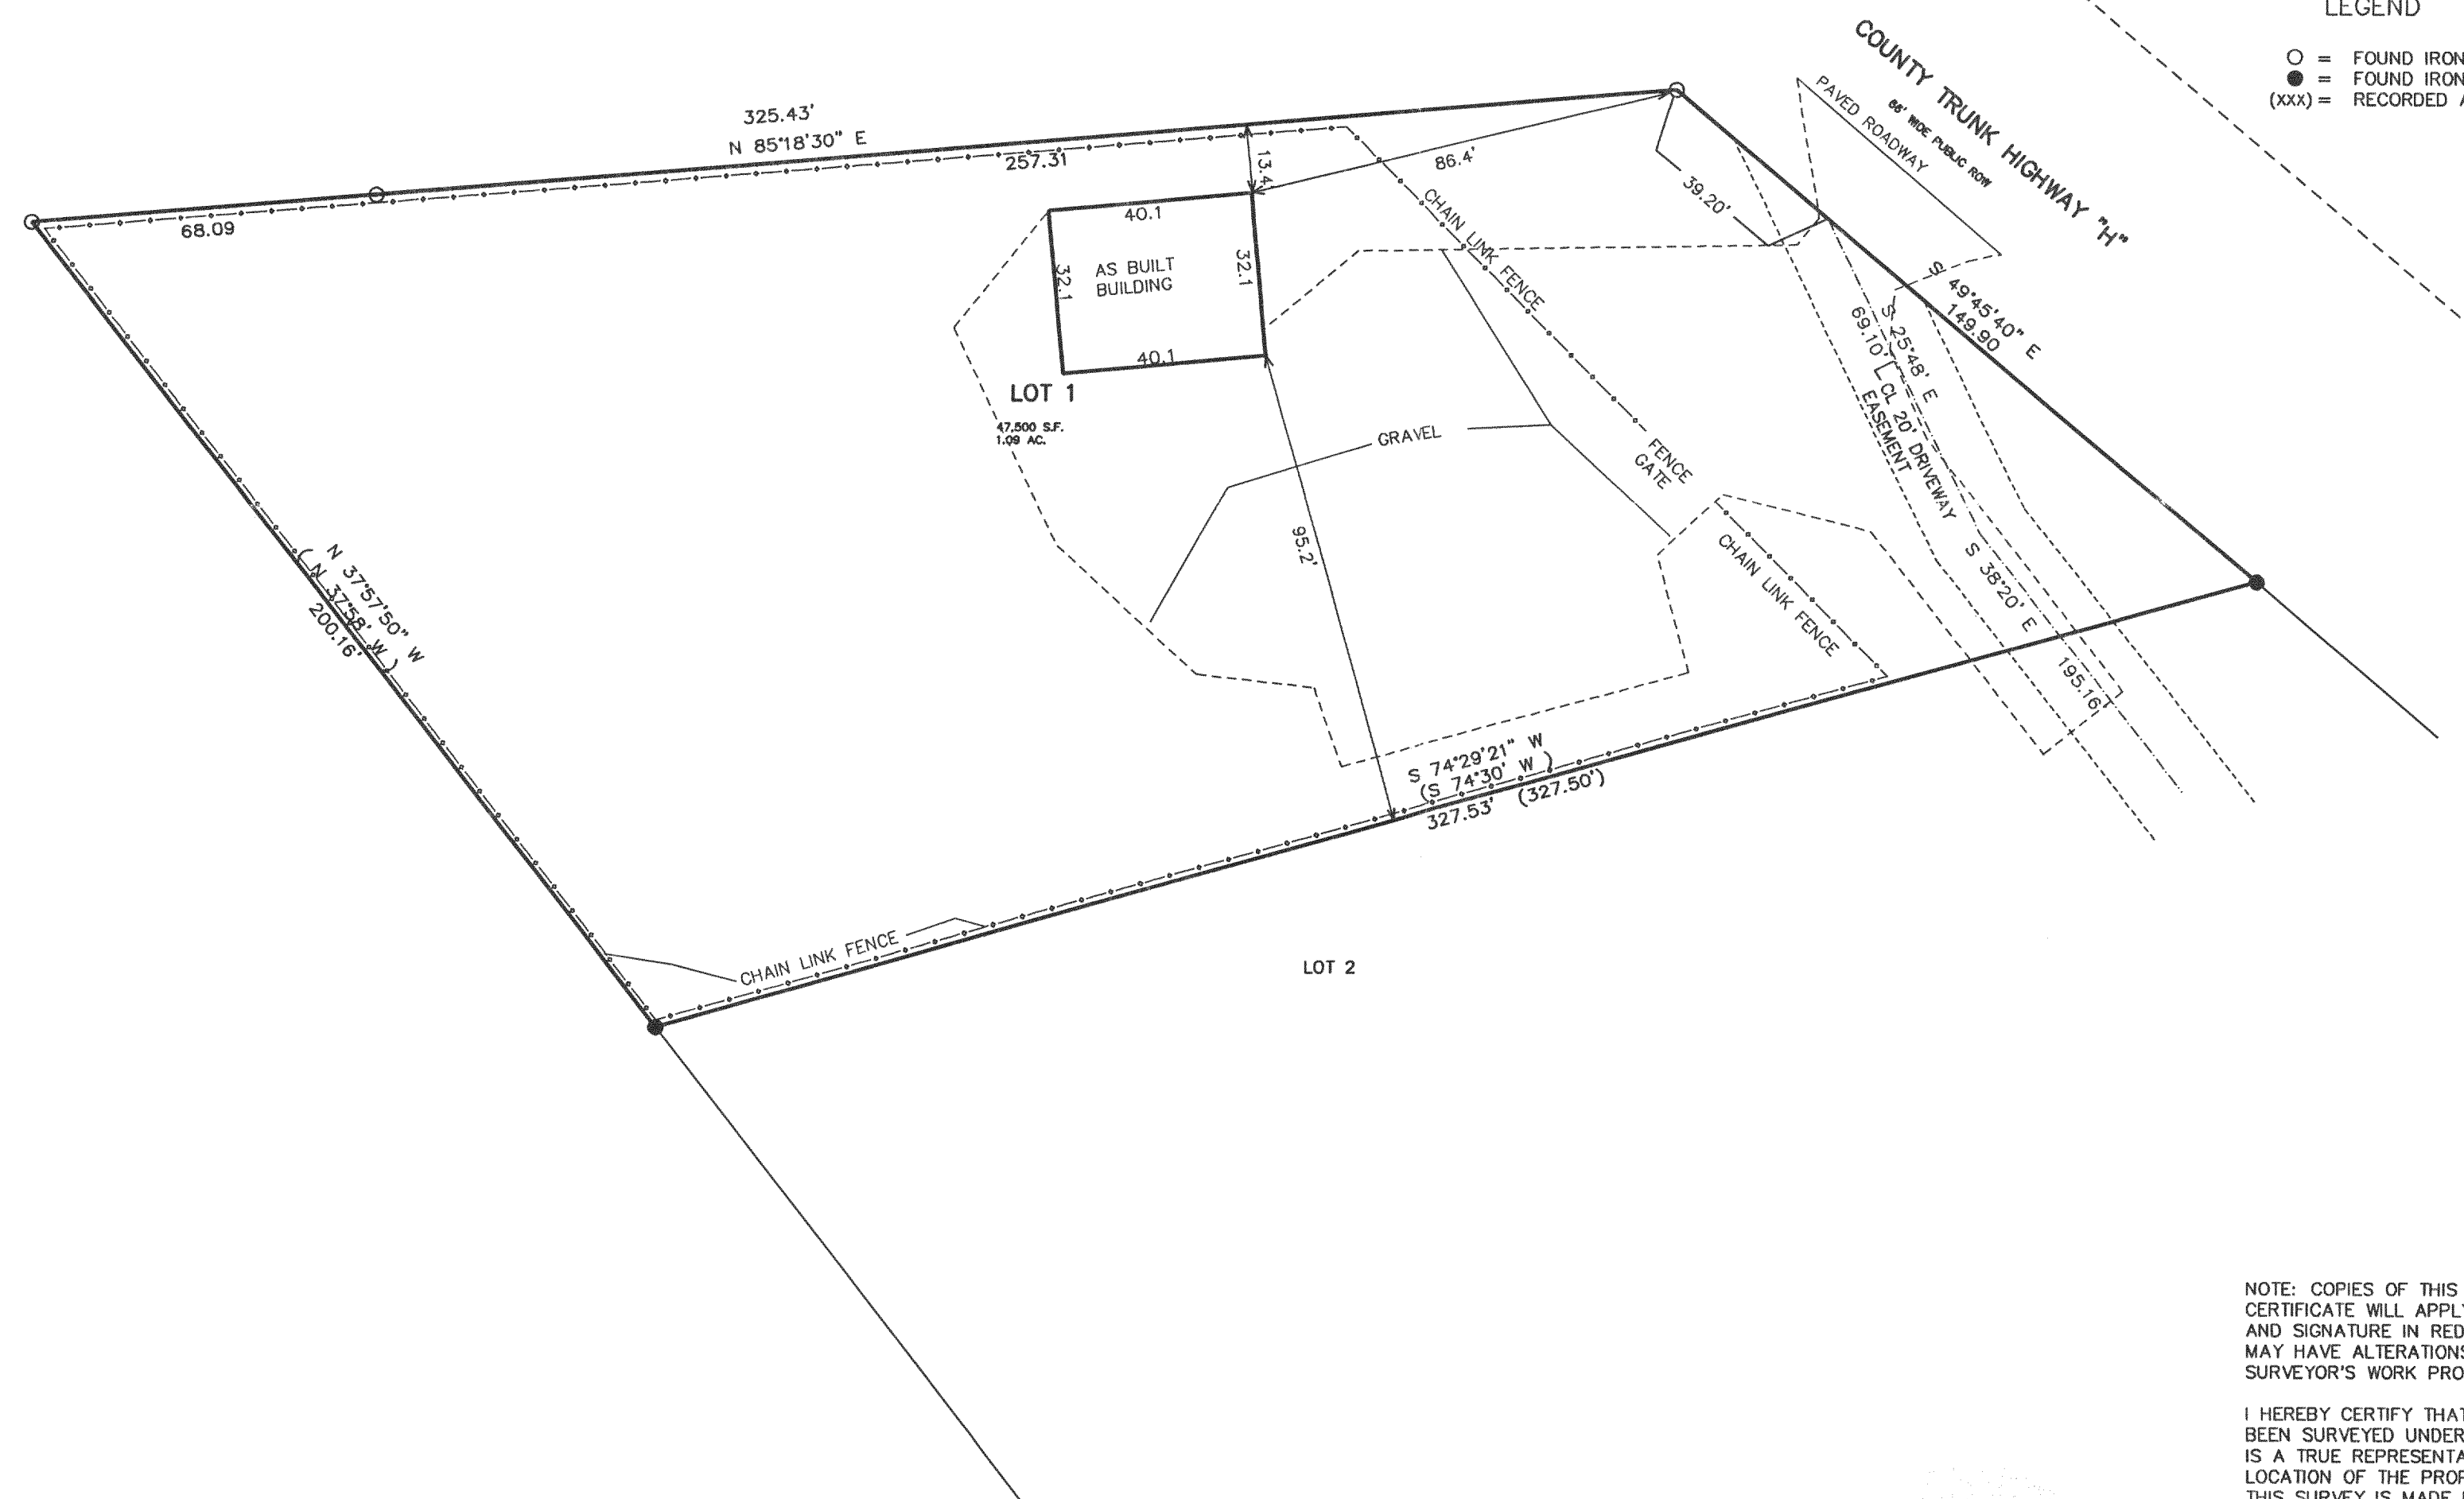 LEGEND
○ = FOUND IRON
● = FOUND IRON
(xxx) = RECORDED A
COUNTY TRUNK HIGHWAY "H"
66' WIDE PUBLIC ROW
PAVED ROADWAY
325.43'
N 85°18'30" E
257.31
68.09
13.4
86.4'
39.20'
40.1
32.1
AS BUILT
BUILDING
32.1
40.1
LOT 1
47,500 S.F.
1.09 AC.
CHAIN LINK FENCE
S 49°45'40" E
149.90
S 25°48' E
69.10'
CL 20' DRIVEWAY
EASEMENT
GRAVEL
FENCE
GATE
95.2'
CHAIN LINK FENCE
S 38°20' E
195.16'
N 37°57'50" W
(N 37°58' W)
200.16'
S 74°29'21" W
(S 74°30' W)
327.53' (327.50')
CHAIN LINK FENCE
LOT 2
NOTE: COPIES OF THIS
CERTIFICATE WILL APPLY
AND SIGNATURE IN RED
MAY HAVE ALTERATIONS
SURVEYOR'S WORK PRO
I HEREBY CERTIFY THAT
BEEN SURVEYED UNDER
IS A TRUE REPRESENTA
LOCATION OF THE PROP
THIS SURVEY IS MADE